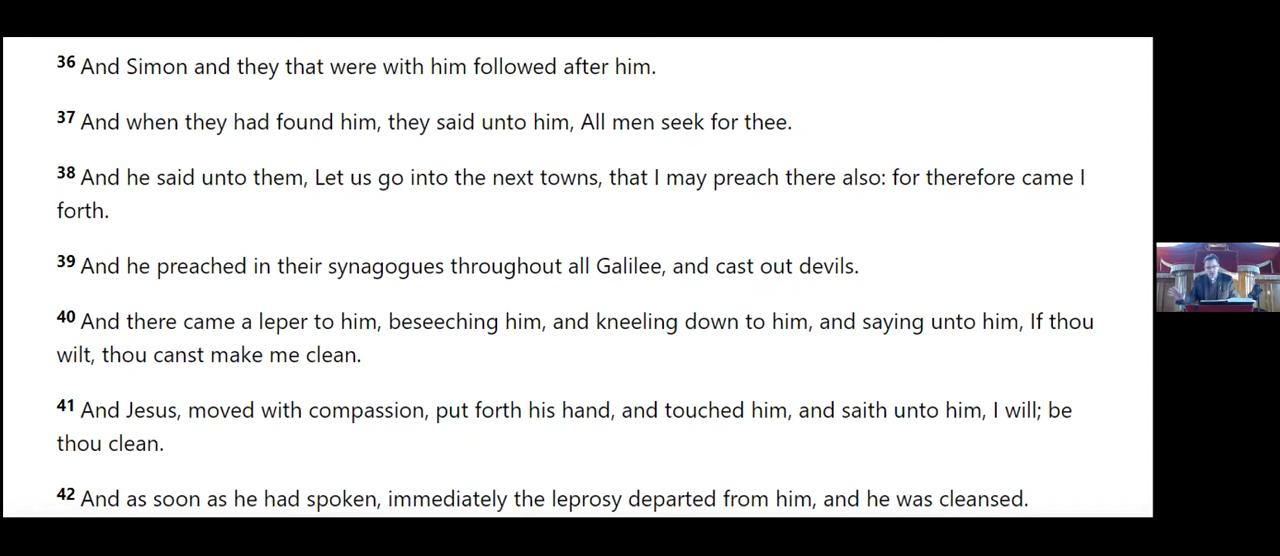 36 And Simon and they that were with him followed after him.
37 And when they had found him, they said unto him, All men seek for thee.
38 And he said unto them, Let us go into the next towns, that I may preach there also: for therefore came I
forth.
39 And he preached in their synagogues throughout all Galilee, and cast out devils.
40 And there came a leper to him, beseeching him, and kneeling down to him, and saying unto him, If thou
wilt, thou canst make me clean.
41 And Jesus, moved with compassion, put forth his hand, and touched him, and saith unto him, I will; be
thou clean.
42 And as soon as he had spoken, immediately the leprosy departed from him, and he was cleansed.